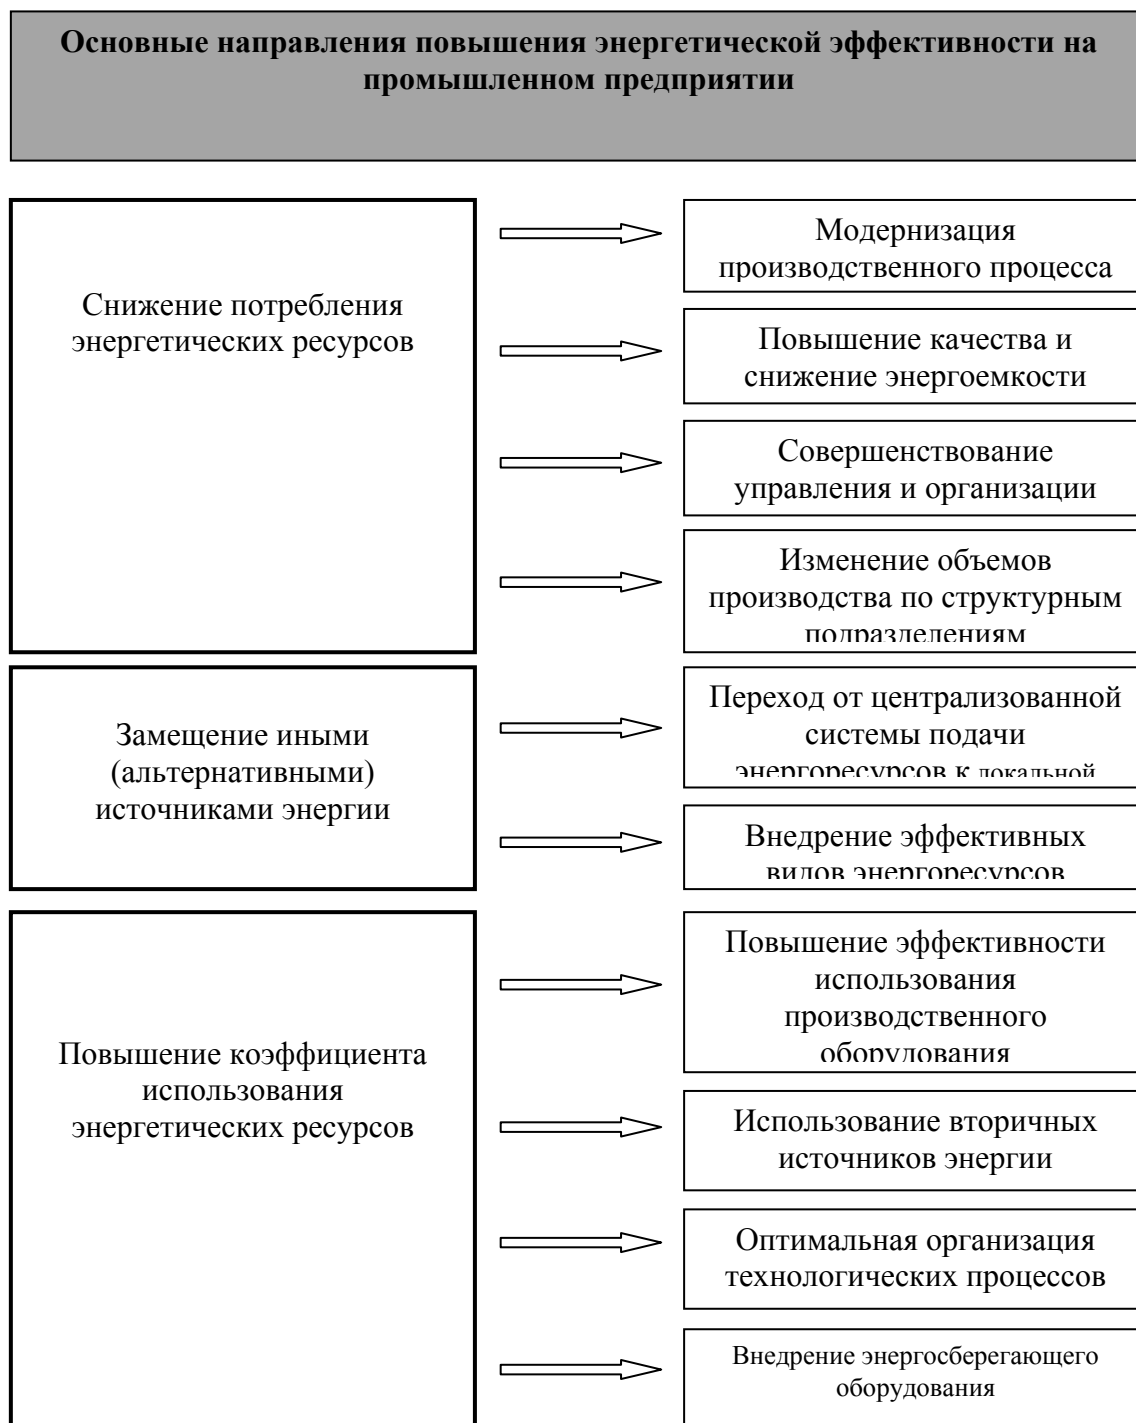 Основные направления повышения энергетической эффективности на
промышленном предприятии
Снижение потребления
энергетических ресурсов
Модернизация
производственного процесса
Повышение качества и
снижение энергоемкости
Совершенствование
управления и организации
Изменение объемов
производства по структурным
подразделениям
Замещение иными
(альтернативными)
источниками энергии
Переход от централизованной
системы подачи
энергоресурсов к локальной
Внедрение эффективных
видов энергоресурсов
Повышение коэффициента
использования
энергетических ресурсов
Повышение эффективности
использования
производственного
оборудования
Использование вторичных
источников энергии
Оптимальная организация
технологических процессов
Внедрение энергосберегающего
оборудования